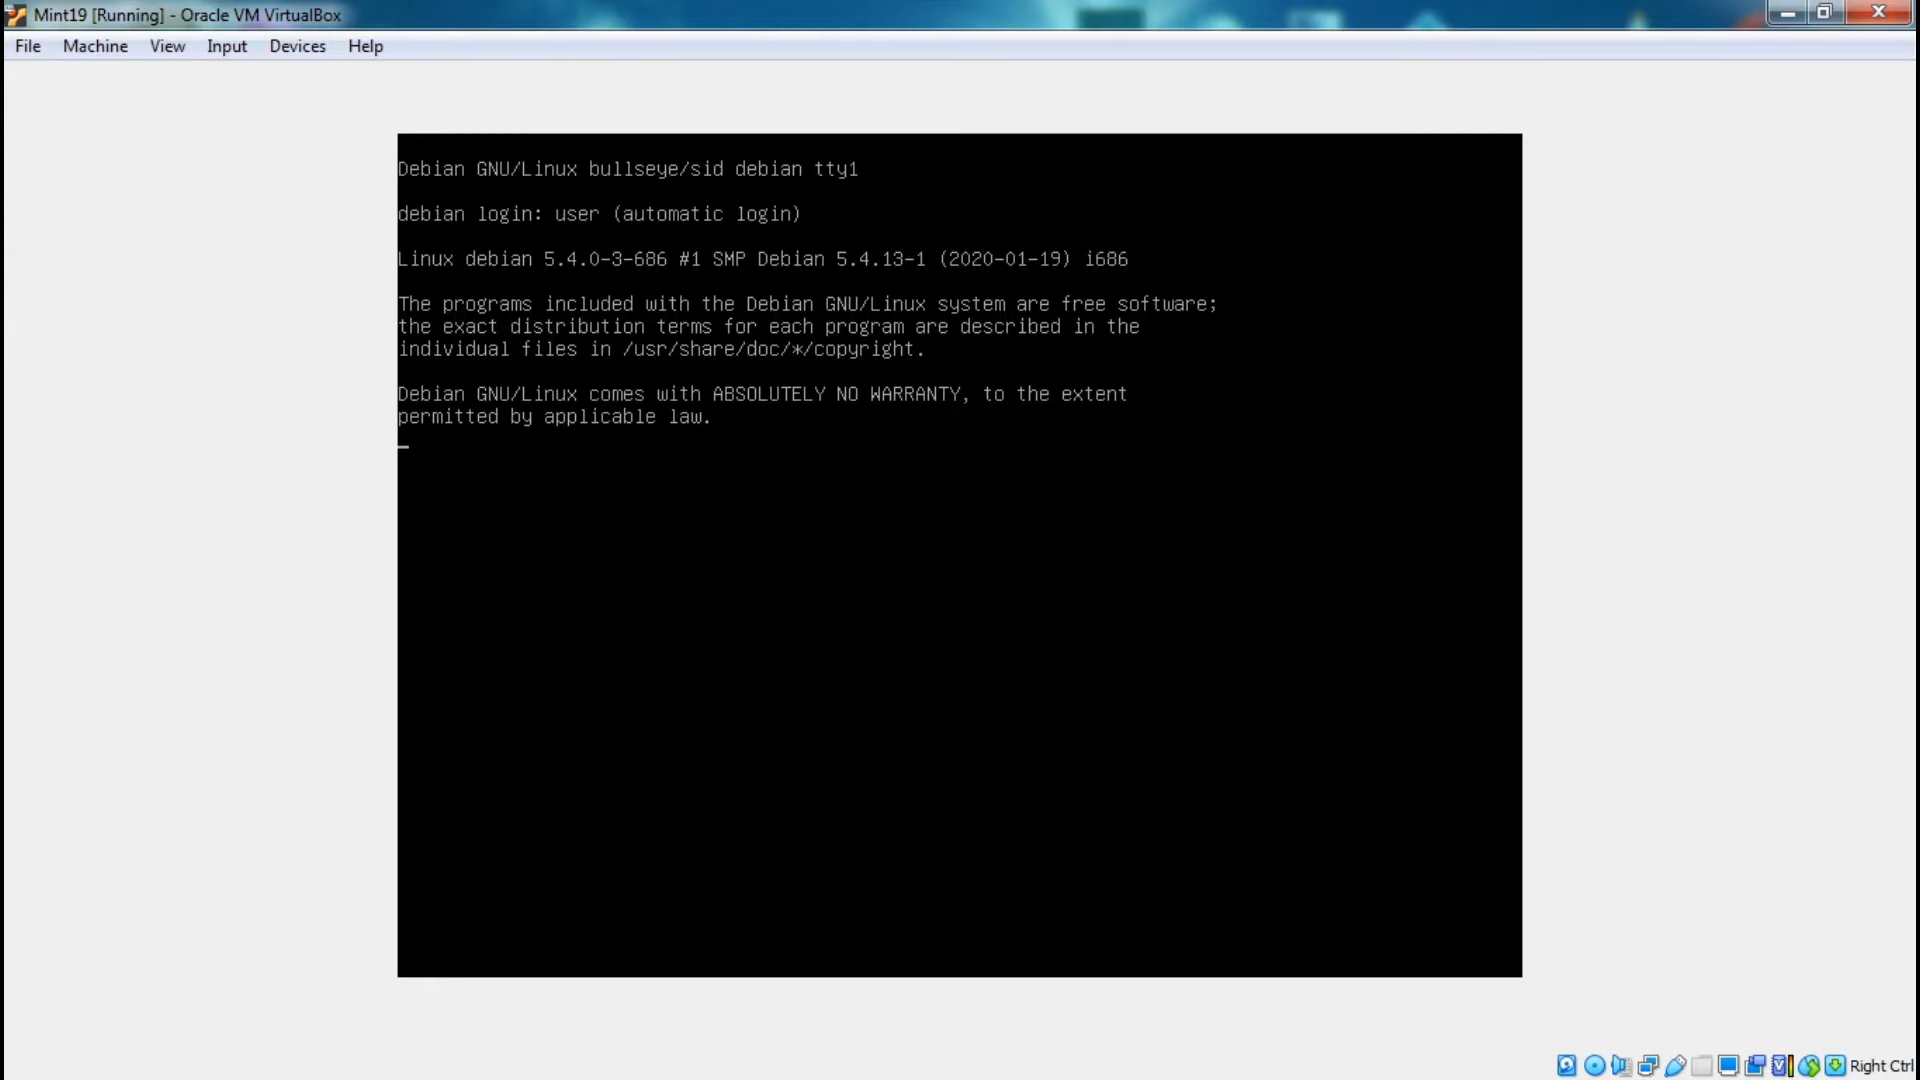 Mint19 [Running] - Oracle VM VirtualBox
File Machine View Input Devices Help
Debian GNU/Linux bullseye/sid debian tty1
debian login: user (automatic login)
Linux debian 5.4.0-3-686 #1 SMP Debian 5.4.13-1 (2020-01-19) i686
The programs included with the Debian GNU/Linux system are free software;
the exact distribution terms for each program are described in the
individual files in /usr/share/doc/*/copyright.
Debian GNU/Linux comes with ABSOLUTELY NO WARRANTY, to the extent
permitted by applicable law.
Right Ctrl